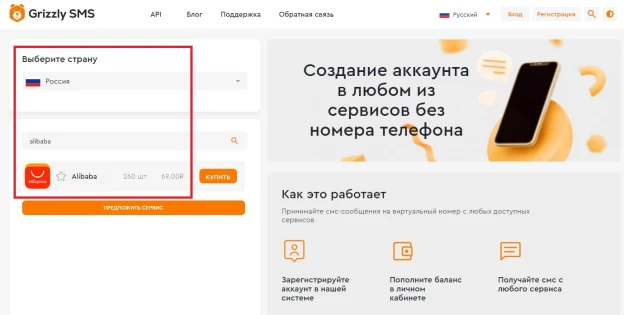 Grizzly SMS
API
Блог
Поддержка
Обратная связь
Русский
Вход
Регистрация
Выберите страну
Россия
alibaba
Alibaba
260 шт
69.00₽
КУПИТЬ
ПРЕДЛОЖИТЬ СЕРВИС
Создание аккаунта
в любом из
сервисов без
номера телефона
Как это работает
Принимайте смс-сообщения на виртуальный номер с любых доступных
сервисов
Зарегистрируйте
аккаунт в нашей
системе
Пополните баланс
в личном
кабинете
Получайте смс с
любого сервиса